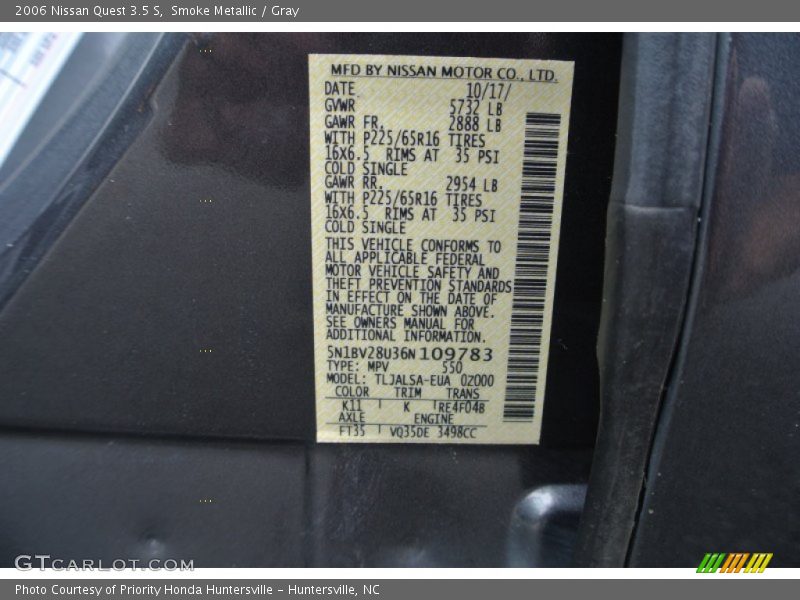 2006 Nissan Quest 3.5 S, Smoke Metallic / Gray
MFD BY NISSAN MOTOR CO., LTD.
DATE 10/17/
GVWR 5732 LB
GAWR FR. 2888 LB
WITH P225/65R16 TIRES
16X6.5 RIMS AT 35 PSI
COLD SINGLE
GAWR RR. 2954 LB
WITH P225/65R16 TIRES
16X6.5 RIMS AT 35 PSI
COLD SINGLE
THIS VEHICLE CONFORMS TO
ALL APPLICABLE FEDERAL
MOTOR VEHICLE SAFETY AND
THEFT PREVENTION STANDARDS
IN EFFECT ON THE DATE OF
MANUFACTURE SHOWN ABOVE.
SEE OWNERS MANUAL FOR
ADDITIONAL INFORMATION.
5N1BV28U36N109783
TYPE: MPV 550
MODEL: TLJALSA-EUA 0Z000
COLOR TRIM TRANS
K11 K RE4F04B
AXLE ENGINE
FT35 VQ35DE 3498CC
GTCARLOT.COM
Photo Courtesy of Priority Honda Huntersville - Huntersville, NC